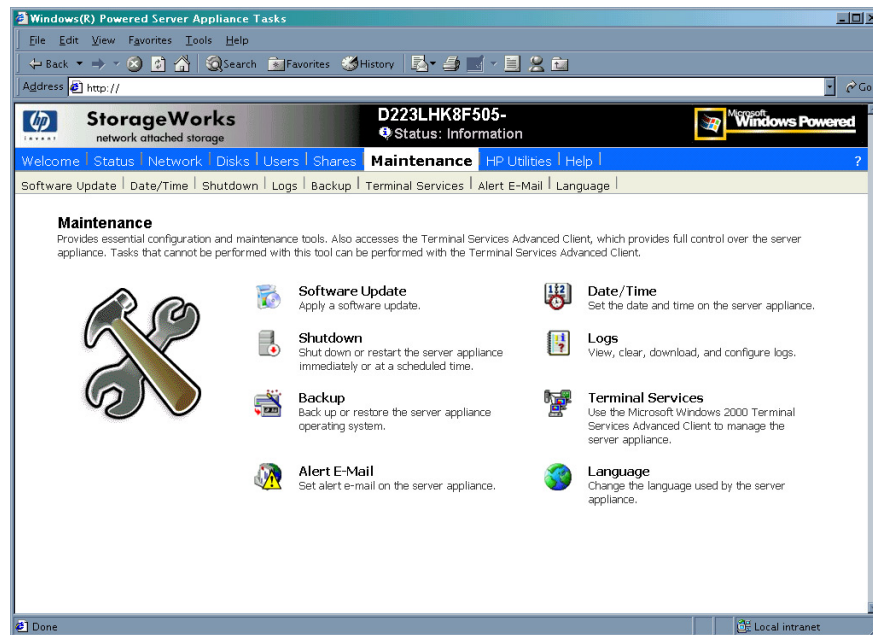 Windows(R) Powered Server Appliance Tasks
File Edit View Favorites Tools Help
Back Search Favorites History
Address http:// Go
hp invent
StorageWorks
network attached storage
D223LHK8F505-
Status: Information
Microsoft
Windows Powered
Welcome Status Network Disks Users Shares Maintenance HP Utilities Help ?
Software Update Date/Time Shutdown Logs Backup Terminal Services Alert E-Mail Language
Maintenance
Provides essential configuration and maintenance tools. Also accesses the Terminal Services Advanced Client, which provides full control over the server
appliance. Tasks that cannot be performed with this tool can be performed with the Terminal Services Advanced Client.
Software Update
Apply a software update.
Date/Time
Set the date and time on the server appliance.
Shutdown
Shut down or restart the server appliance
immediately or at a scheduled time.
Logs
View, clear, download, and configure logs.
Backup
Back up or restore the server appliance
operating system.
Terminal Services
Use the Microsoft Windows 2000 Terminal
Services Advanced Client to manage the
server appliance.
Alert E-Mail
Set alert e-mail on the server appliance.
Language
Change the language used by the server
appliance.
Done
Local intranet